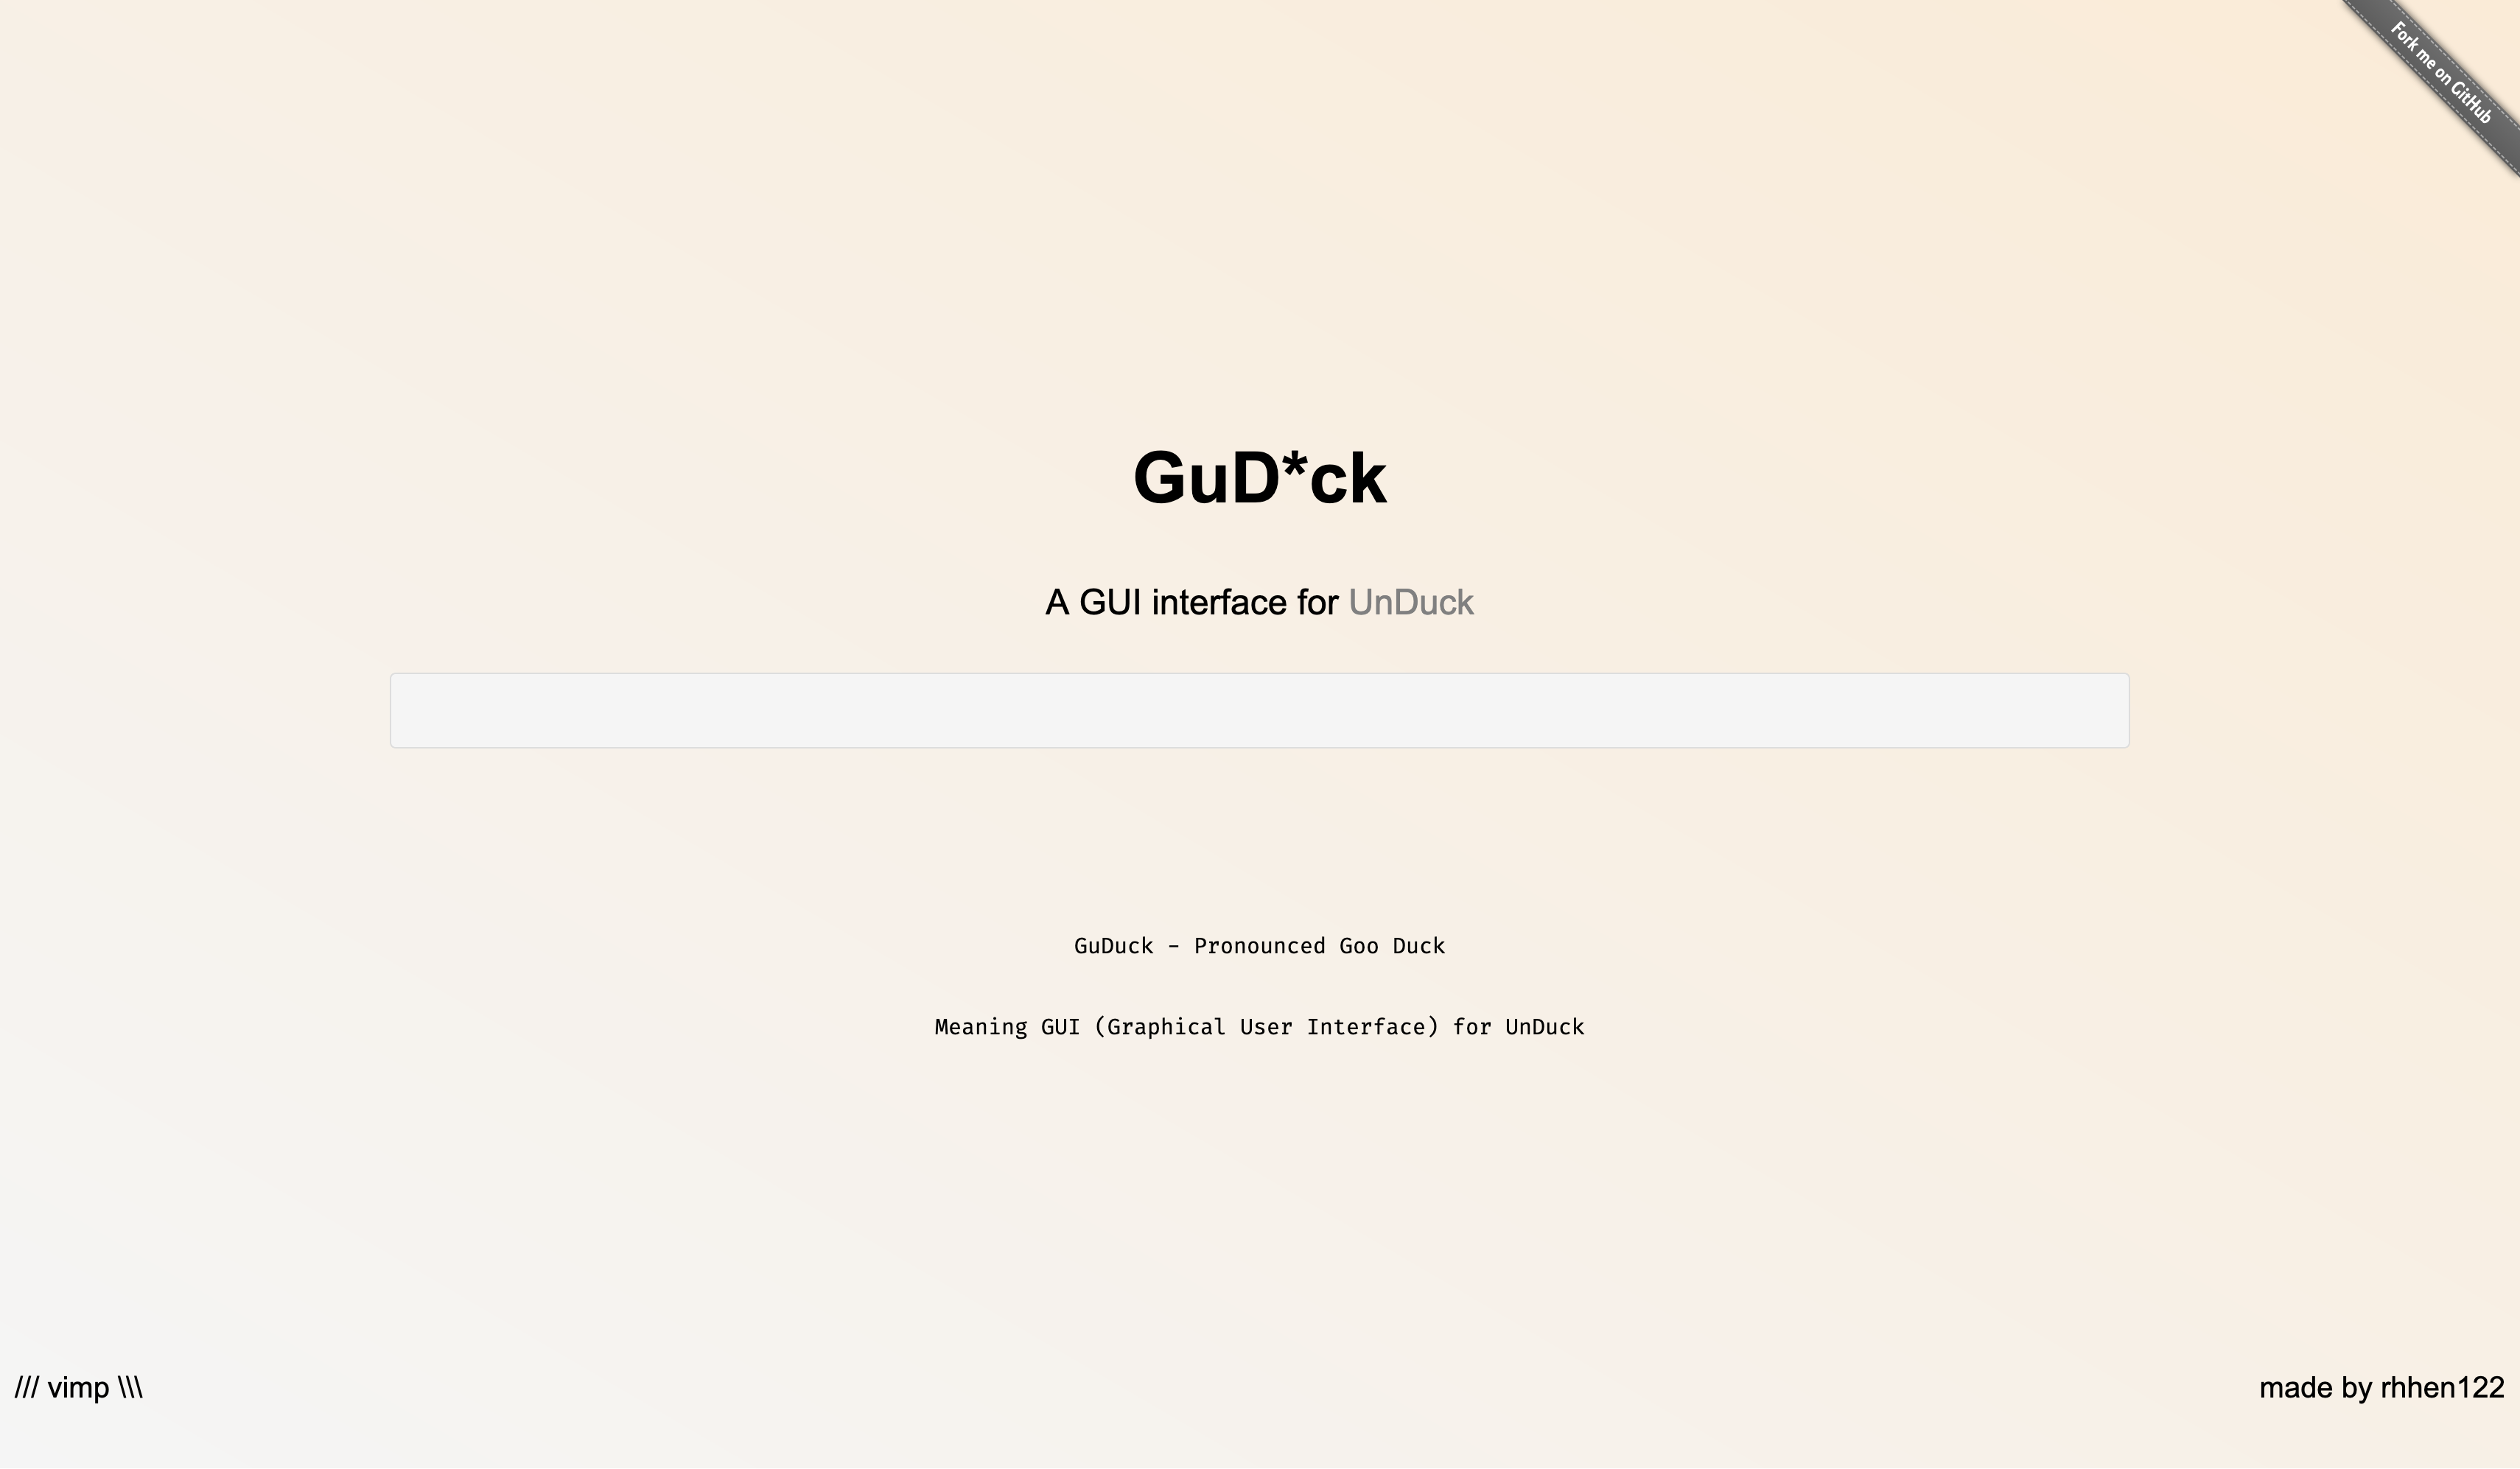 Fork me on GitHub
GuD*ck
A GUI interface for UnDuck
GuDuck - Pronounced Goo Duck
Meaning GUI (Graphical User Interface) for UnDuck
/// vimp \\\
made by rhhen122